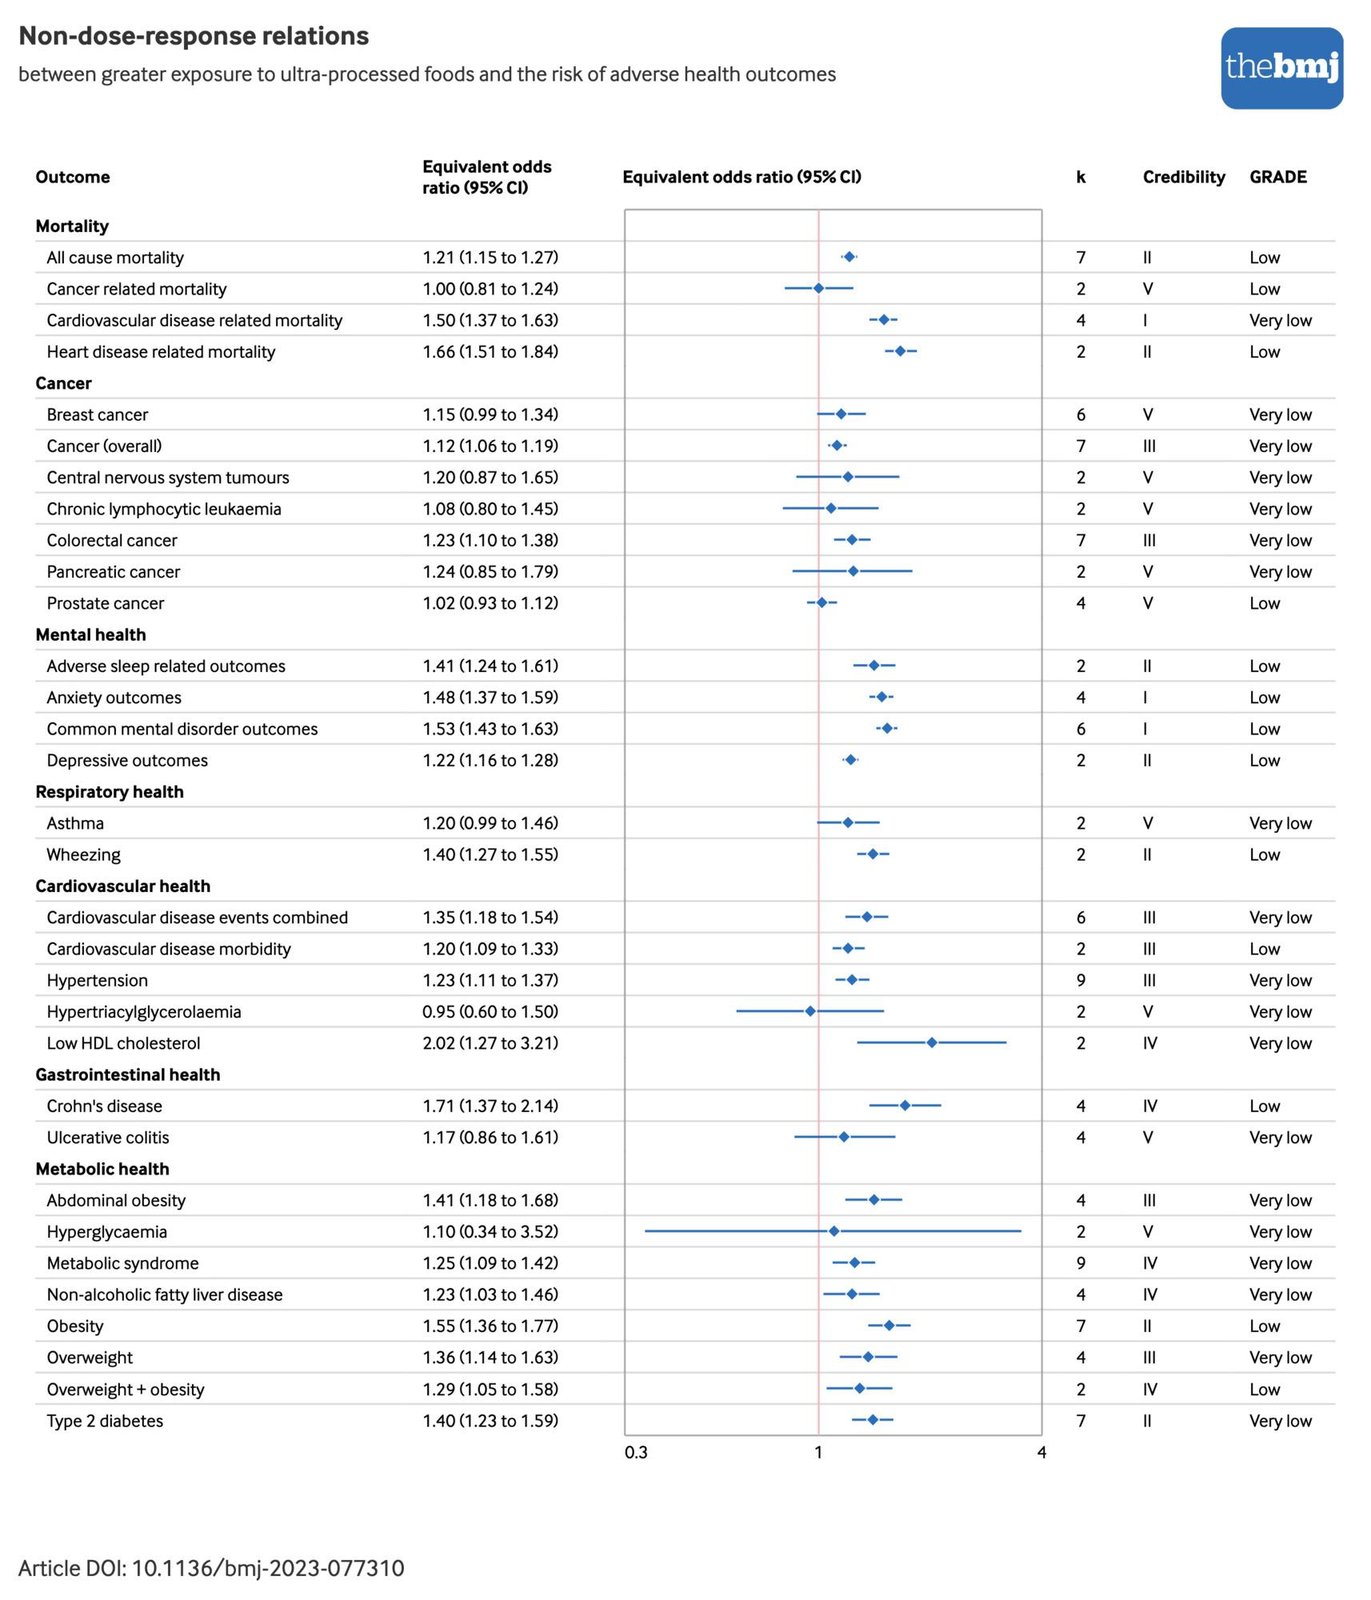 Non-dose-response relations
between greater exposure to ultra-processed foods and the risk of adverse health outcomes
thebmj
Outcome Equivalent odds ratio (95% CI) Equivalent odds ratio (95% CI) k Credibility GRADE
Mortality
All cause mortality 1.21 (1.15 to 1.27) 7 II Low
Cancer related mortality 1.00 (0.81 to 1.24) 2 V Low
Cardiovascular disease related mortality 1.50 (1.37 to 1.63) 4 I Very low
Heart disease related mortality 1.66 (1.51 to 1.84) 2 II Low
Cancer
Breast cancer 1.15 (0.99 to 1.34) 6 V Very low
Cancer (overall) 1.12 (1.06 to 1.19) 7 III Very low
Central nervous system tumours 1.20 (0.87 to 1.65) 2 V Very low
Chronic lymphocytic leukaemia 1.08 (0.80 to 1.45) 2 V Very low
Colorectal cancer 1.23 (1.10 to 1.38) 7 III Very low
Pancreatic cancer 1.24 (0.85 to 1.79) 2 V Very low
Prostate cancer 1.02 (0.93 to 1.12) 4 V Low
Mental health
Adverse sleep related outcomes 1.41 (1.24 to 1.61) 2 II Low
Anxiety outcomes 1.48 (1.37 to 1.59) 4 I Low
Common mental disorder outcomes 1.53 (1.43 to 1.63) 6 I Low
Depressive outcomes 1.22 (1.16 to 1.28) 2 II Low
Respiratory health
Asthma 1.20 (0.99 to 1.46) 2 V Very low
Wheezing 1.40 (1.27 to 1.55) 2 II Low
Cardiovascular health
Cardiovascular disease events combined 1.35 (1.18 to 1.54) 6 III Very low
Cardiovascular disease morbidity 1.20 (1.09 to 1.33) 2 III Low
Hypertension 1.23 (1.11 to 1.37) 9 III Very low
Hypertriacylglycerolaemia 0.95 (0.60 to 1.50) 2 V Very low
Low HDL cholesterol 2.02 (1.27 to 3.21) 2 IV Very low
Gastrointestinal health
Crohn's disease 1.71 (1.37 to 2.14) 4 IV Low
Ulcerative colitis 1.17 (0.86 to 1.61) 4 V Very low
Metabolic health
Abdominal obesity 1.41 (1.18 to 1.68) 4 III Very low
Hyperglycaemia 1.10 (0.34 to 3.52) 2 V Very low
Metabolic syndrome 1.25 (1.09 to 1.42) 9 IV Very low
Non-alcoholic fatty liver disease 1.23 (1.03 to 1.46) 4 IV Very low
Obesity 1.55 (1.36 to 1.77) 7 II Low
Overweight 1.36 (1.14 to 1.63) 4 III Very low
Overweight + obesity 1.29 (1.05 to 1.58) 2 IV Low
Type 2 diabetes 1.40 (1.23 to 1.59) 7 II Very low
0.3 1 4
Article DOI: 10.1136/bmj-2023-077310